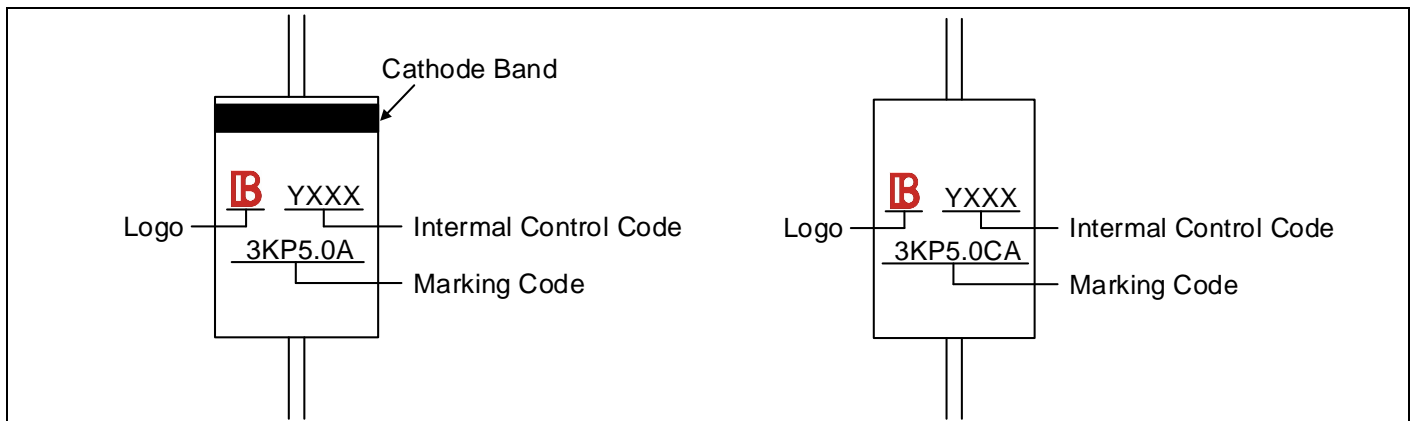 Cathode Band
B YXXX
Logo Intermal Control Code
3KP5.0A
Marking Code
B YXXX
Logo Intermal Control Code
3KP5.0CA
Marking Code